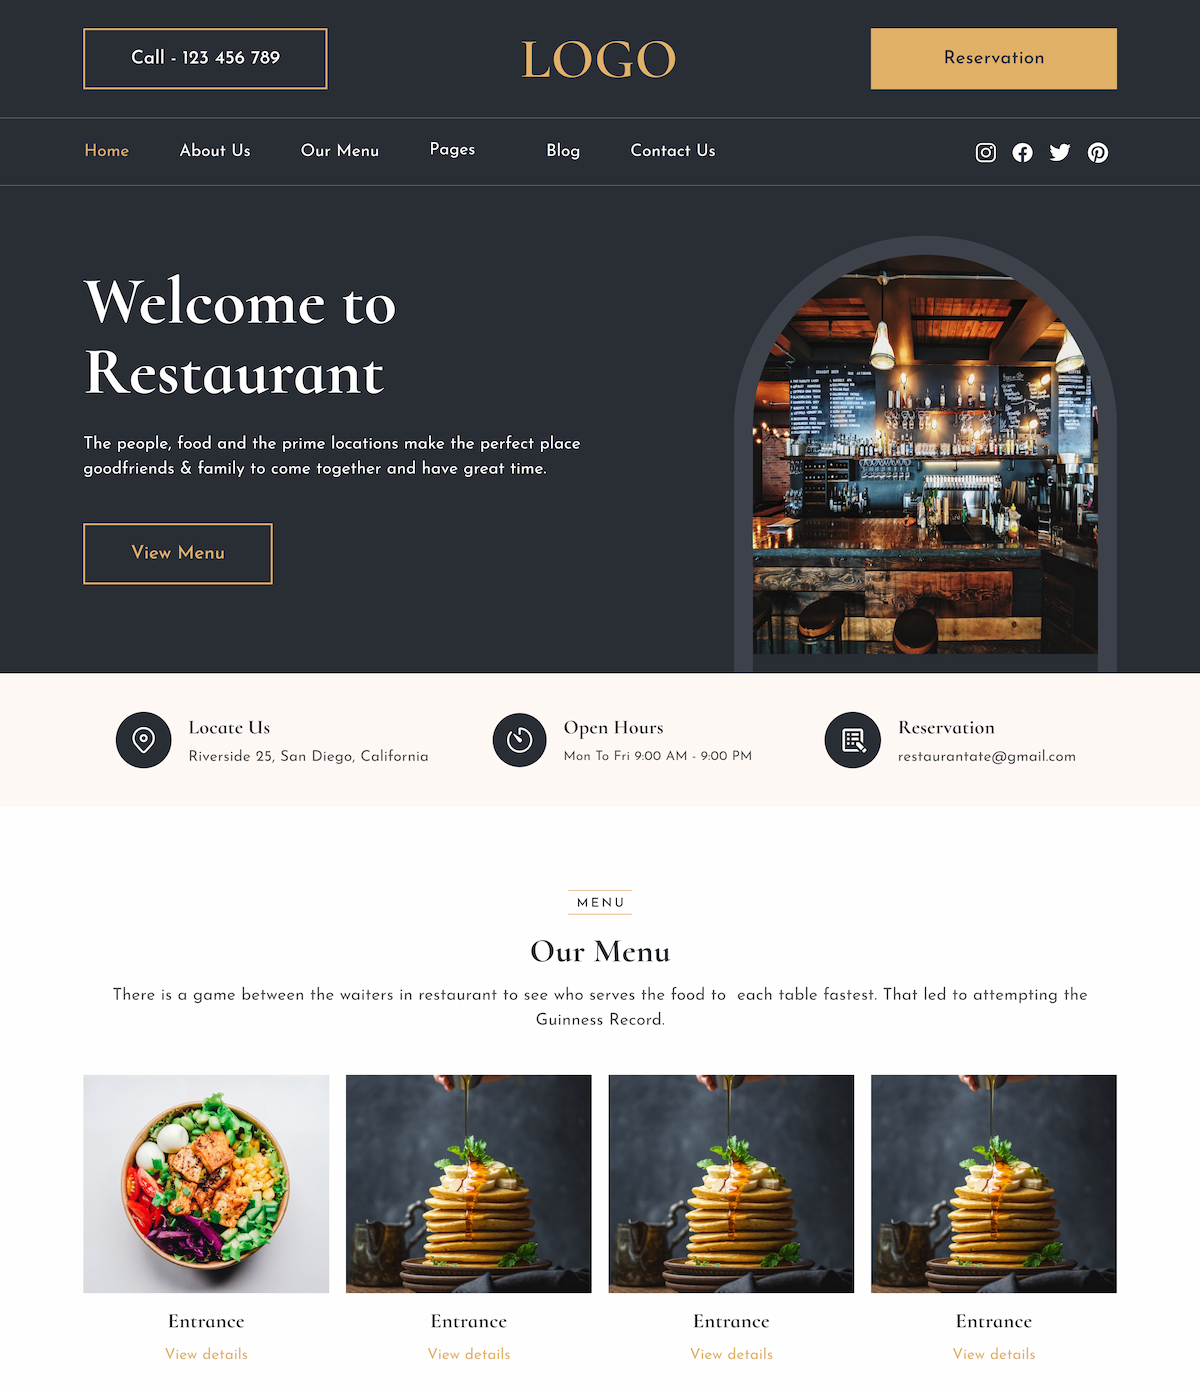 Call - 123 456 789
LOGO
Reservation
Home About Us Our Menu Pages Blog Contact Us
Welcome to
Restaurant
The people, food and the prime locations make the perfect place
goodfriends & family to come together and have great time.
View Menu
Locate Us
Riverside 25, San Diego, California
Open Hours
Mon To Fri 9:00 AM - 9:00 PM
Reservation
restaurantate@gmail.com
MENU
Our Menu
There is a game between the waiters in restaurant to see who serves the food to  each table fastest. That led to attempting the
Guinness Record.
Entrance
View details
Entrance
View details
Entrance
View details
Entrance
View details